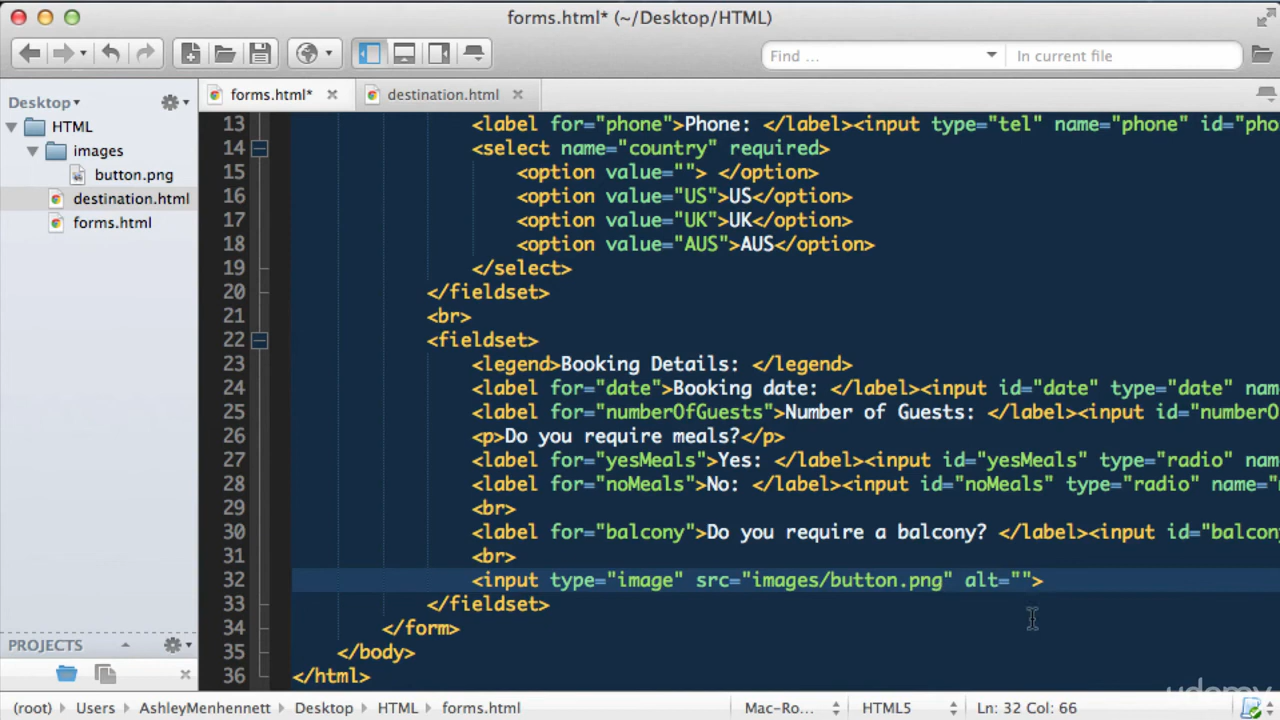 forms.html* (~/Desktop/HTML)
Find ...
In current file
Desktop
forms.html*
destination.html
HTML
images
button.png
destination.html
forms.html
13 <label for="phone">Phone: </label><input type="tel" name="phone" id="pho
14 <select name="country" required>
15 <option value=""> </option>
16 <option value="US">US</option>
17 <option value="UK">UK</option>
18 <option value="AUS">AUS</option>
19 </select>
20 </fieldset>
21 <br>
22 <fieldset>
23 <legend>Booking Details: </legend>
24 <label for="date">Booking date: </label><input id="date" type="date" nam
25 <label for="numberOfGuests">Number of Guests: </label><input id="number
26 <p>Do you require meals?</p>
27 <label for="yesMeals">Yes: </label><input id="yesMeals" type="radio" nam
28 <label for="noMeals">No: </label><input id="noMeals" type="radio" name="
29 <br>
30 <label for="balcony">Do you require a balcony? </label><input id="balcon
31 <br>
32 <input type="image" src="images/button.png" alt="">
33 </fieldset>
34 </form>
35 </body>
36 </html>
PROJECTS
udemy
(root) Users AshleyMenhennett Desktop HTML forms.html Mac-Ro... HTML5 Ln: 32 Col: 66